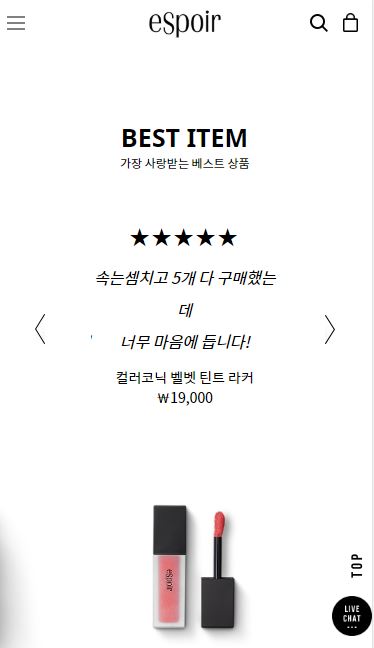 eSpoir
BEST ITEM
가장 사랑받는 베스트 상품
★★★★★
속는셈치고 5개 다 구매했는
데
너무 마음에 듭니다!
컬러코닉 벨벳 틴트 라커
₩19,000
eSpoir
TOP
LIVE
CHAT